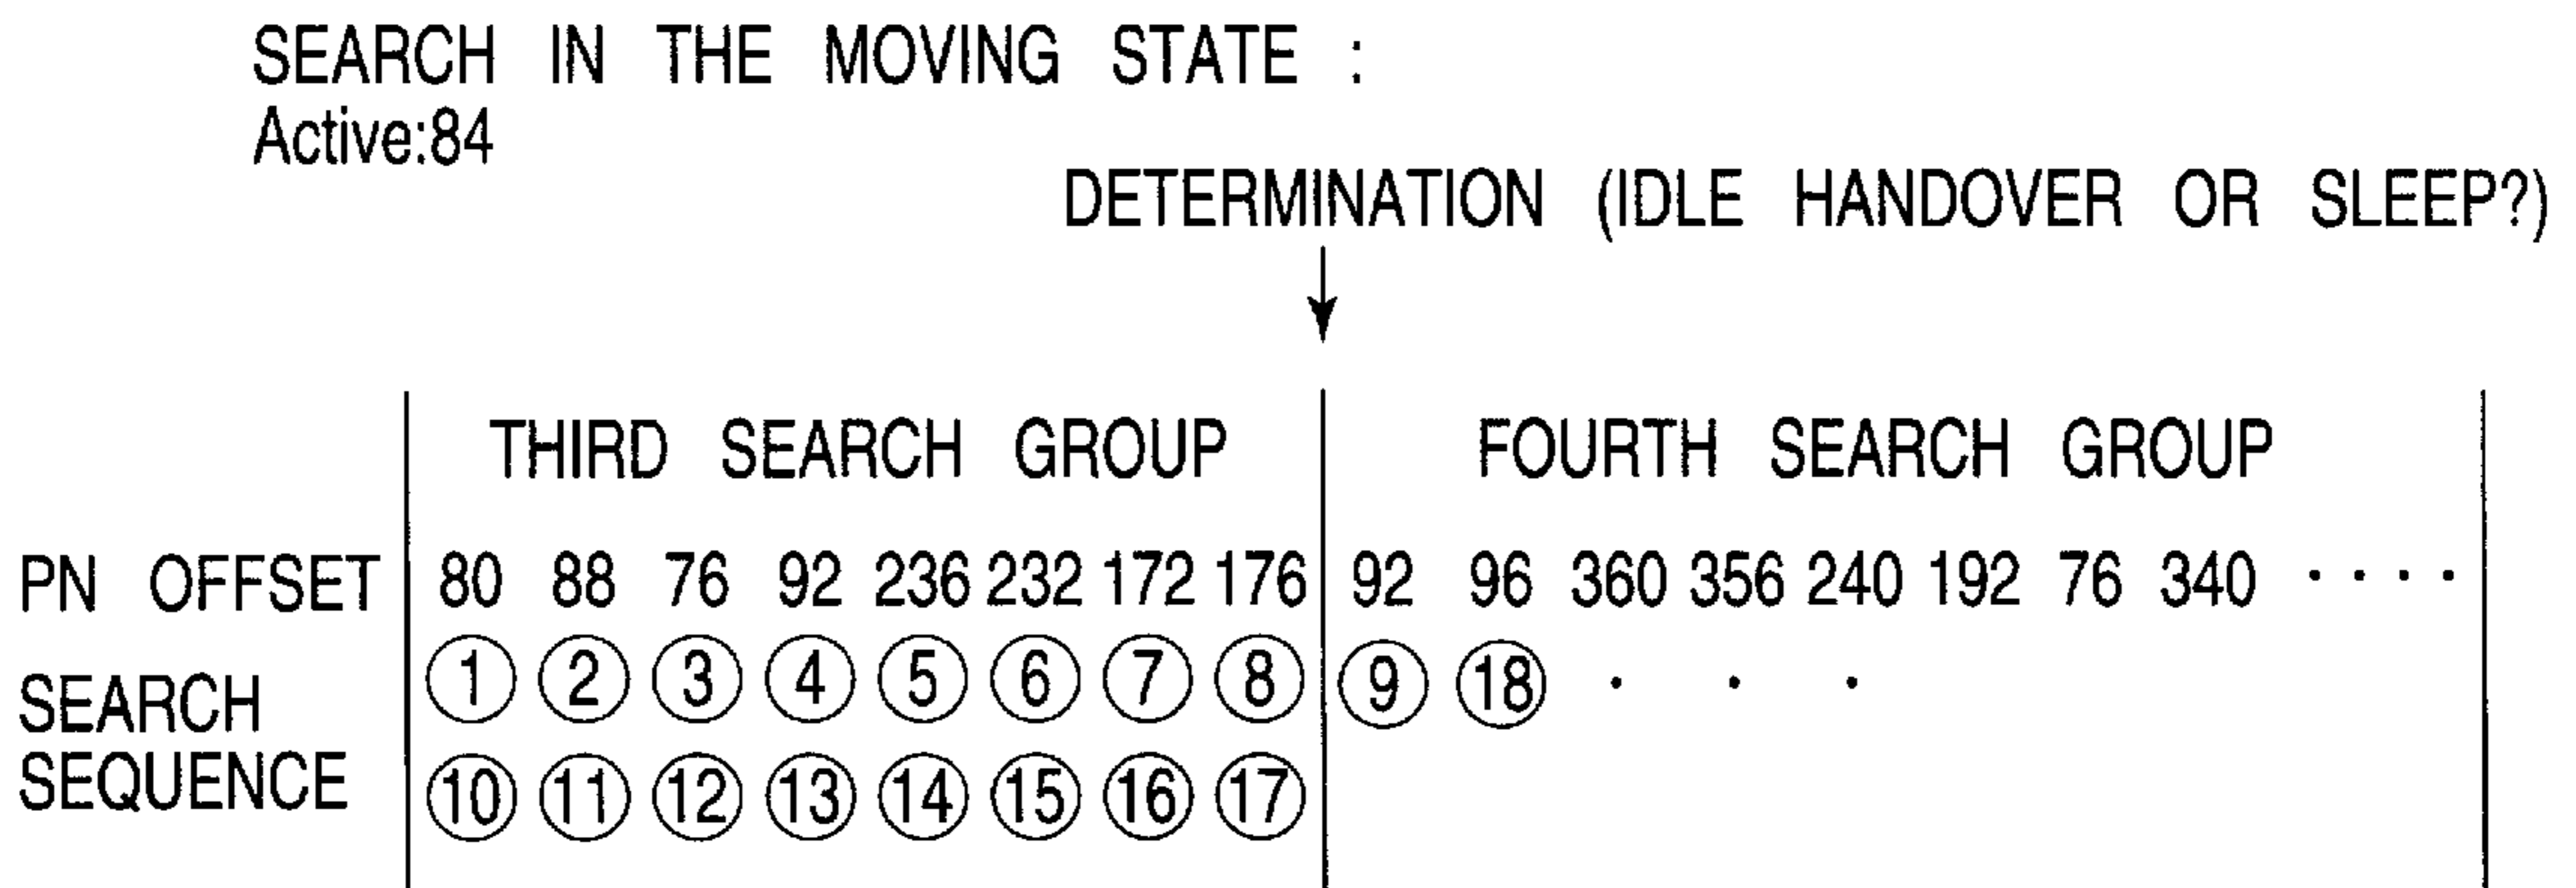 SEARCH IN THE MOVING STATE :
Active:84
DETERMINATION (IDLE HANDOVER OR SLEEP?)
THIRD SEARCH GROUP FOURTH SEARCH GROUP
PN OFFSET 80 88 76 92 236 232 172 176 92 96 360 356 240 192 76 340 ····
SEARCH SEQUENCE ① ② ③ ④ ⑤ ⑥ ⑦ ⑧ ⑨ ⑱ · · ·
⑩ ⑪ ⑫ ⑬ ⑭ ⑮ ⑯ ⑰